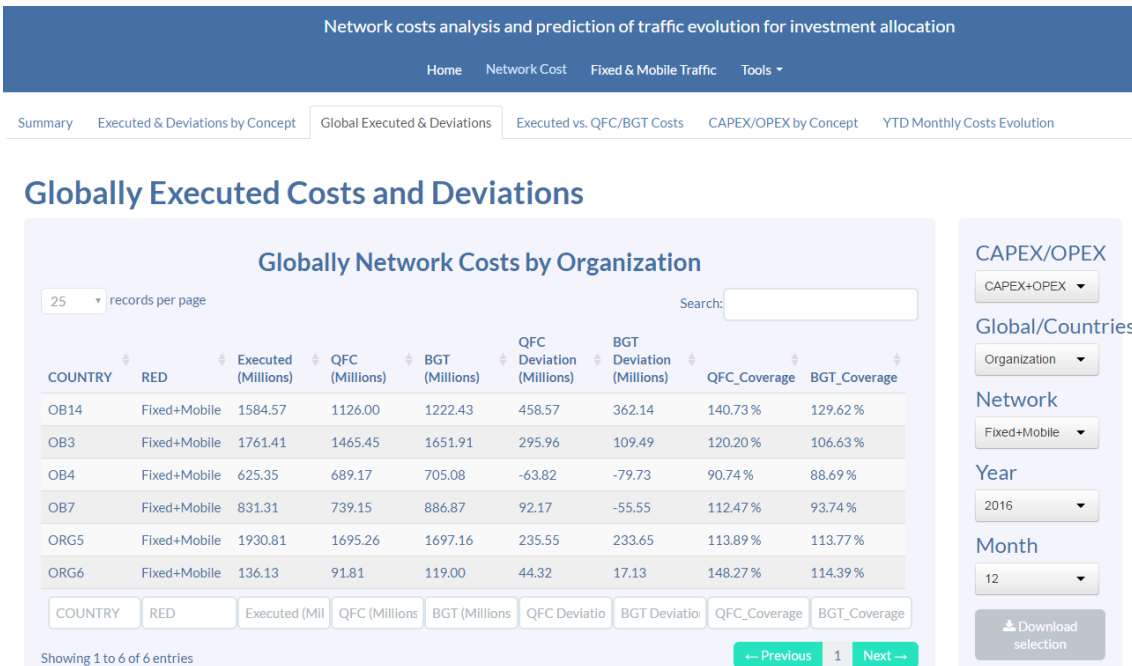 Network costs analysis and prediction of traffic evolution for investment allocation
Home Network Cost Fixed & Mobile Traffic Tools
Summary Executed & Deviations by Concept Global Executed & Deviations Executed vs. QFC/BGT Costs CAPEX/OPEX by Concept YTD Monthly Costs Evolution
Globally Executed Costs and Deviations
Globally Network Costs by Organization
25 records per page Search:
COUNTRY RED Executed (Millions) QFC (Millions) BGT (Millions) QFC Deviation (Millions) BGT Deviation (Millions) QFC_Coverage BGT_Coverage
OB14 Fixed+Mobile 1584.57 1126.00 1222.43 458.57 362.14 140.73 % 129.62 %
OB3 Fixed+Mobile 1761.41 1465.45 1651.91 295.96 109.49 120.20 % 106.63 %
OB4 Fixed+Mobile 625.35 689.17 705.08 -63.82 -79.73 90.74 % 88.69 %
OB7 Fixed+Mobile 831.31 739.15 886.87 92.17 -55.55 112.47 % 93.74 %
ORG5 Fixed+Mobile 1930.81 1695.26 1697.16 235.55 233.65 113.89 % 113.77 %
ORG6 Fixed+Mobile 136.13 91.81 119.00 44.32 17.13 148.27 % 114.39 %
COUNTRY RED Executed (Mil QFC (Millions BGT (Millions QFC Deviatio BGT Deviatio QFC_Coverage BGT_Coverage
Showing 1 to 6 of 6 entries
← Previous 1 Next →
CAPEX/OPEX
CAPEX+OPEX
Global/Countries
Organization
Network
Fixed+Mobile
Year
2016
Month
12
Download
selection